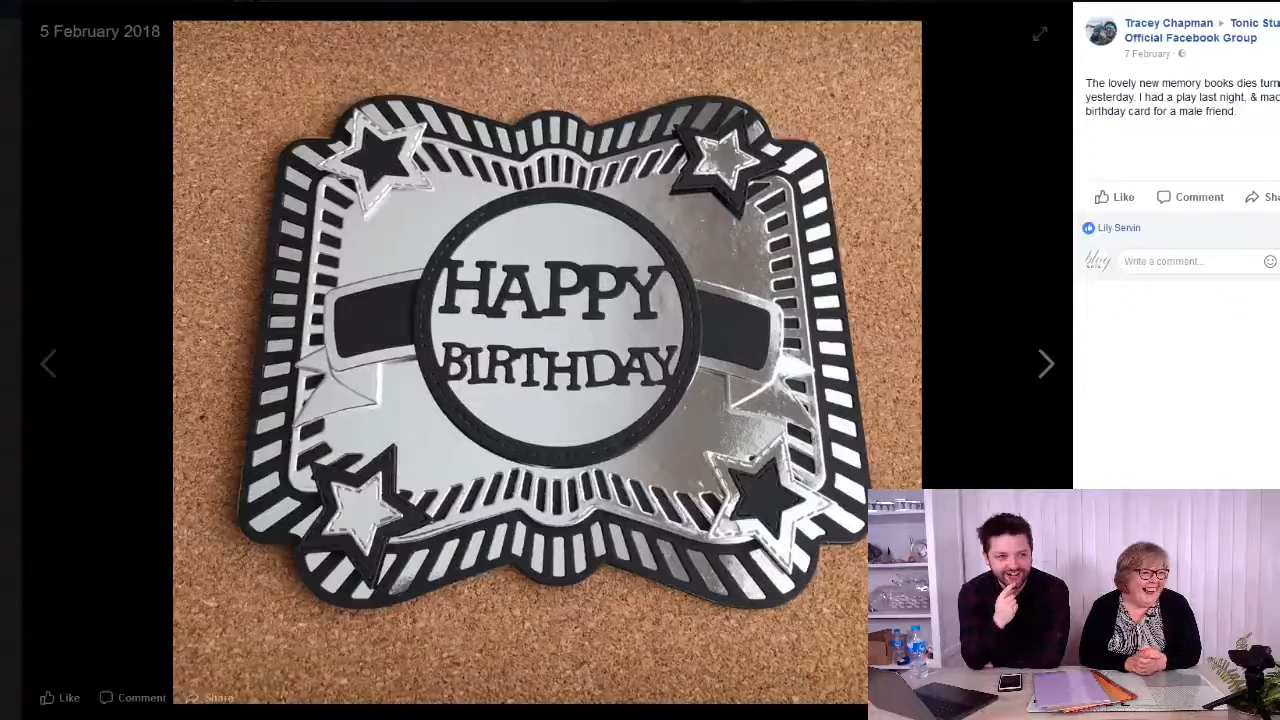 5 February 2018
HAPPY
BIRTHDAY
Like Comment Share
Tracey Chapman Tonic Stu
Official Facebook Group
7 February
The lovely new memory books dies turn
yesterday. I had a play last night, & mad
birthday card for a male friend.
Like Comment Sha
Lily Servin
blog
Write a comment...